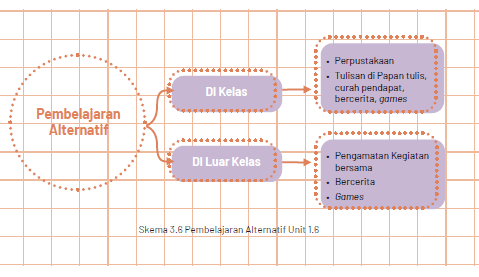 Pembelajaran
Alternatif
DI Kelas
• Perpustakaan
• Tulisan di Papan tulis,
curah pendapat,
bercerita, games
DI Luar Kelas
• Pengamatan Kegiatan
bersama
• Bercerita
• Games
Skema 3.6 Pembelajaran Alternatif Unit 1.6